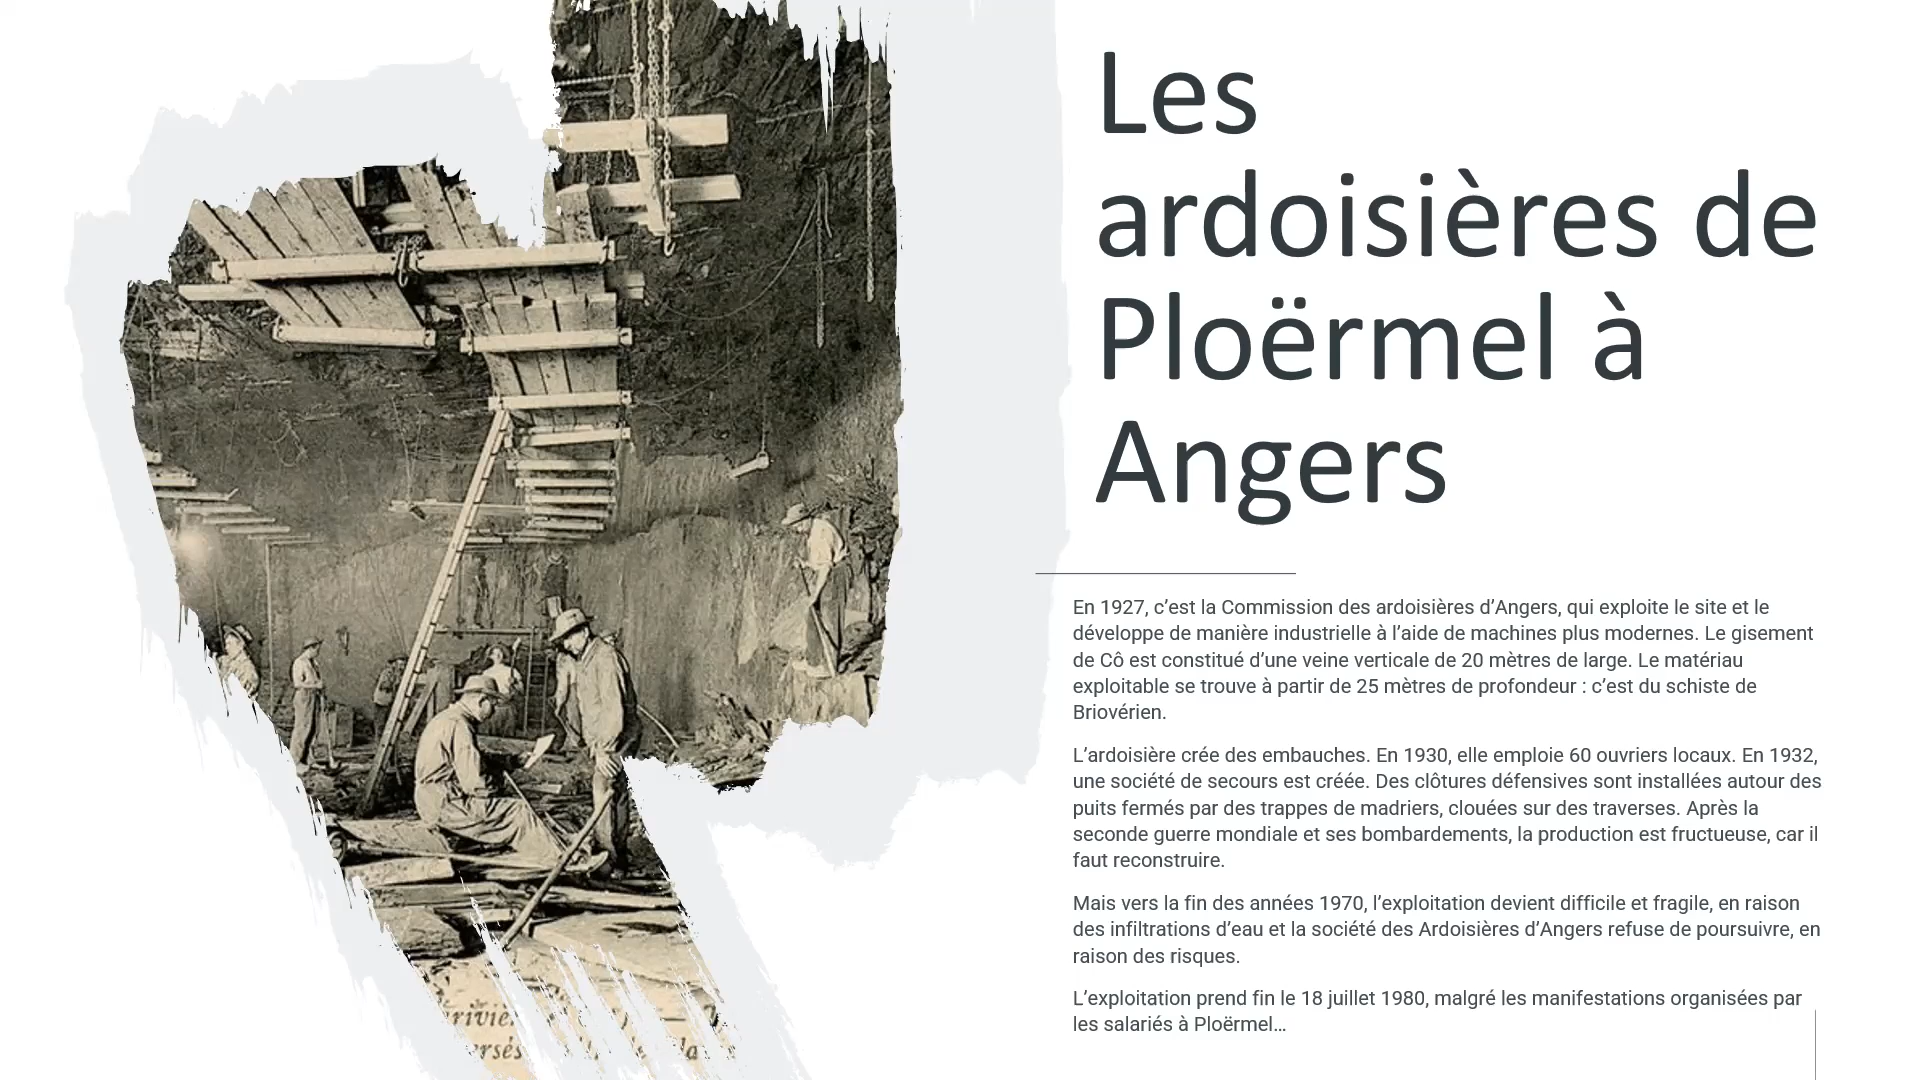 Les
ardoisières de
Ploërmel à
Angers
En 1927, c’est la Commission des ardoisières d’Angers, qui exploite le site et le
développe de manière industrielle à l’aide de machines plus modernes. Le gisement
de Cô est constitué d’une veine verticale de 20 mètres de large. Le matériau
exploitable se trouve à partir de 25 mètres de profondeur : c’est du schiste de
Briovérien.
L’ardoisière crée des embauches. En 1930, elle emploie 60 ouvriers locaux. En 1932,
une société de secours est créée. Des clôtures défensives sont installées autour des
puits fermés par des trappes de madriers, clouées sur des traverses. Après la
seconde guerre mondiale et ses bombardements, la production est fructueuse, car il
faut reconstruire.
Mais vers la fin des années 1970, l’exploitation devient difficile et fragile, en raison
des infiltrations d’eau et la société des Ardoisières d’Angers refuse de poursuivre, en
raison des risques.
L’exploitation prend fin le 18 juillet 1980, malgré les manifestations organisées par
les salariés à Ploërmel…